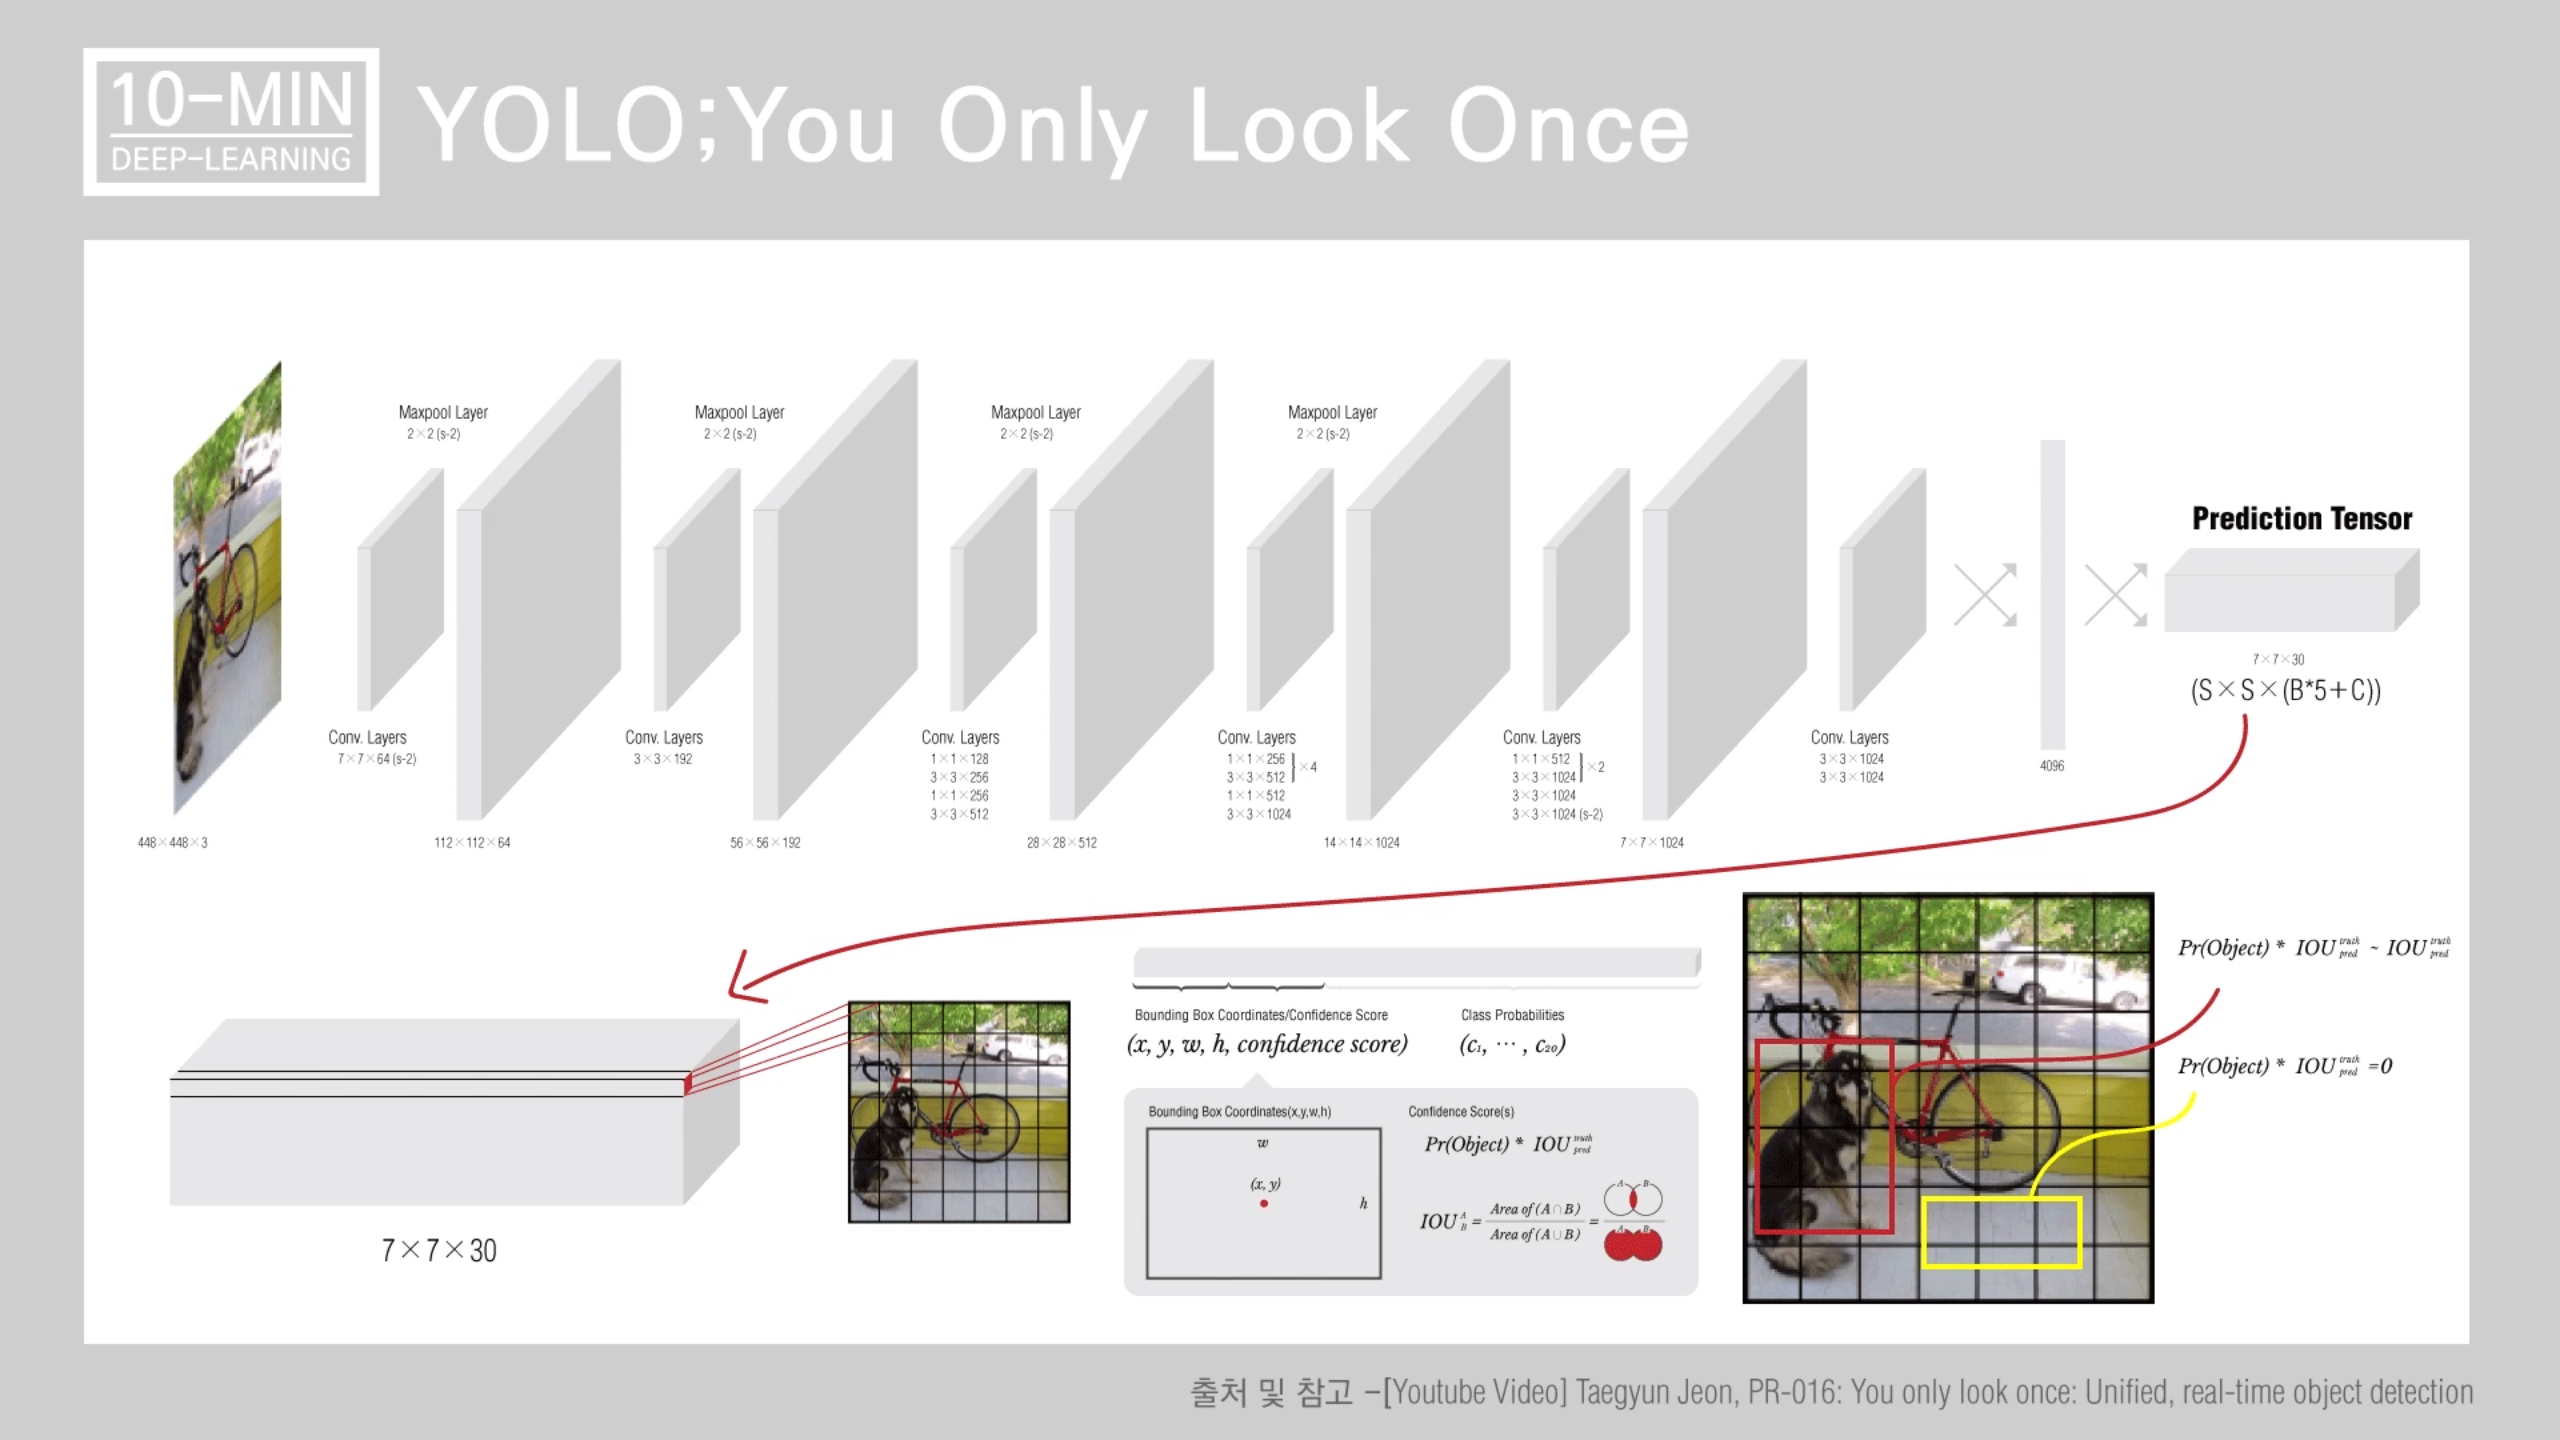 10-MIN
DEEP-LEARNING
YOLO;You Only Look Once
Maxpool Layer
2×2 (s-2)
Maxpool Layer
2×2 (s-2)
Maxpool Layer
2×2 (s-2)
Maxpool Layer
2×2 (s-2)
Prediction Tensor
7×7×30
(S×S×(B*5+C))
Conv. Layers
7×7×64 (s-2)
Conv. Layers
3×3×192
Conv. Layers
1×1×128
3×3×256
1×1×256
3×3×512
Conv. Layers
1×1×256
3×3×512 } ×4
1×1×512
3×3×1024
Conv. Layers
1×1×512
3×3×1024 } ×2
3×3×1024
3×3×1024 (s-2)
Conv. Layers
3×3×1024
3×3×1024
4096
448×448×3
112×112×64
56×56×192
28×28×512
14×14×1024
7×7×1024
7×7×30
Bounding Box Coordinates/Confidence Score
(x, y, w, h, confidence score)
Class Probabilities
(c₁, ⋯ , c₂₀)
Bounding Box Coordinates(x,y,w,h)
w
(x, y)
h
Confidence Score(s)
Pr(Object) * IOU truth pred
IOU A B = Area of (A∩B) / Area of (A∪B) =
A B
A B
Pr(Object) * IOU truth pred ~ IOU truth pred
Pr(Object) * IOU truth pred =0
출처 및 참고 -[Youtube Video] Taegyun Jeon, PR-016: You only look once: Unified, real-time object detection